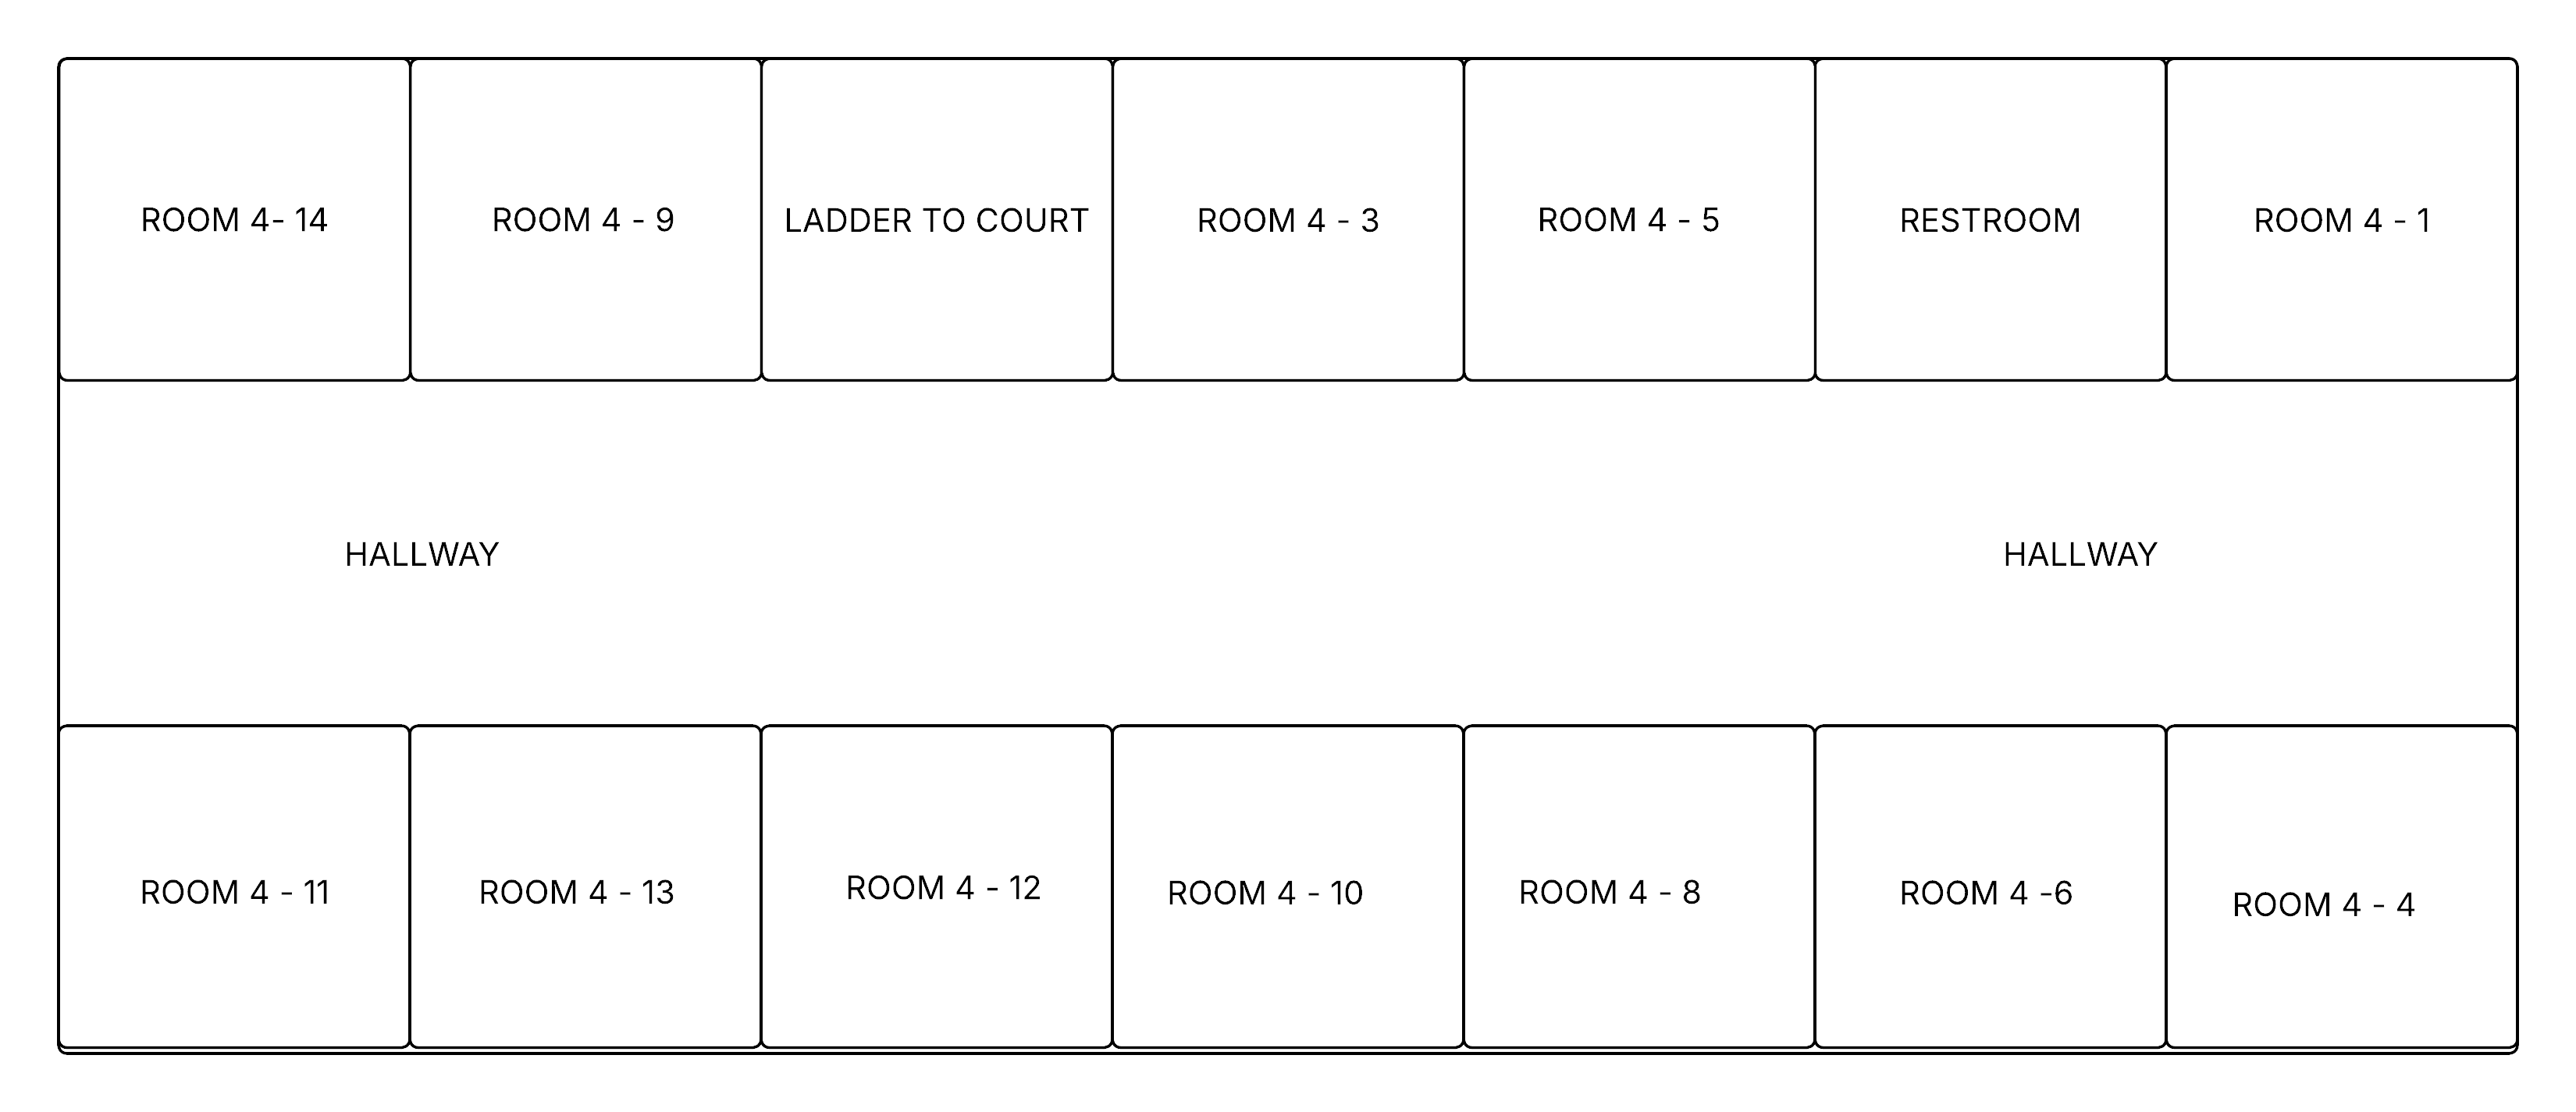 ROOM 4- 14
ROOM 4 - 9
LADDER TO COURT
ROOM 4 - 3
ROOM 4 - 5
RESTROOM
ROOM 4 - 1
HALLWAY
HALLWAY
ROOM 4 - 11
ROOM 4 - 13
ROOM 4 - 12
ROOM 4 - 10
ROOM 4 - 8
ROOM 4 -6
ROOM 4 - 4